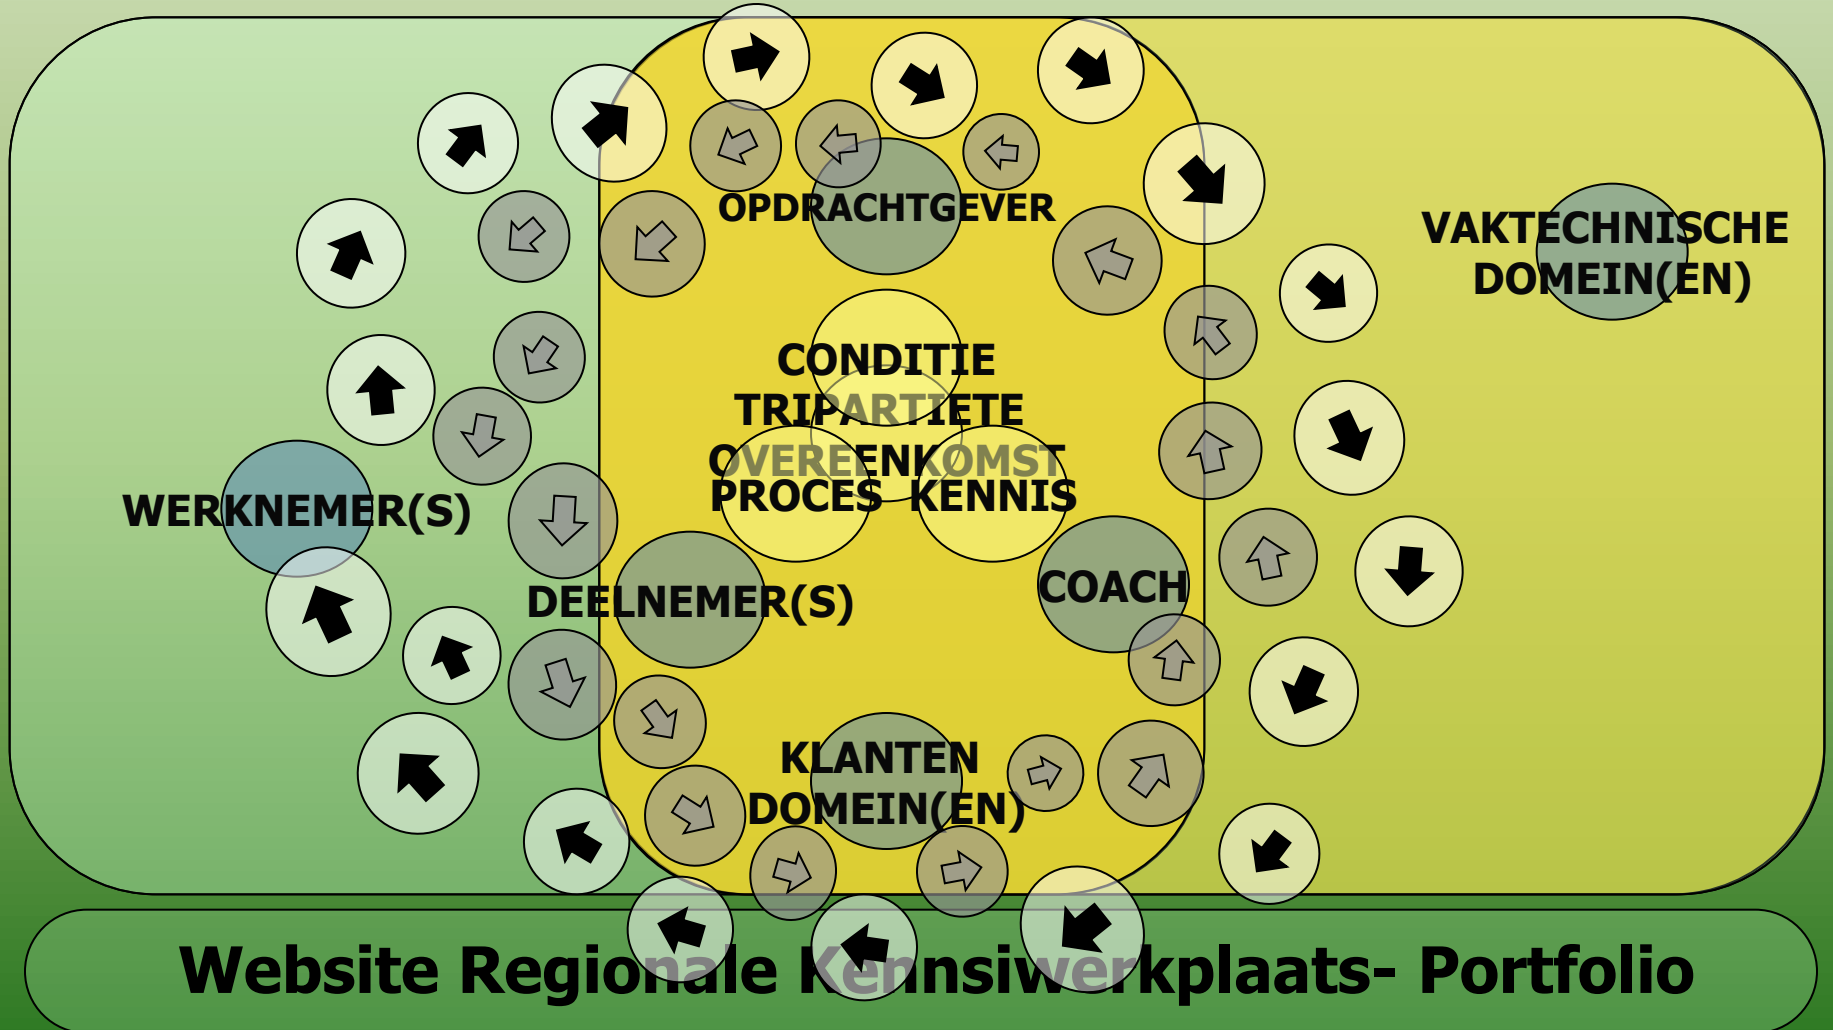 OPDRACHTGEVER
VAKTECHNISCHE
DOMEIN(EN)
CONDITIE
TRIPARTIETE
OVEREENKOMST
PROCES KENNIS
WERKNEMER(S)
DEELNEMER(S)
COACH
KLANTEN
DOMEIN(EN)
Website Regionale Kennsiwerkplaats- Portfolio